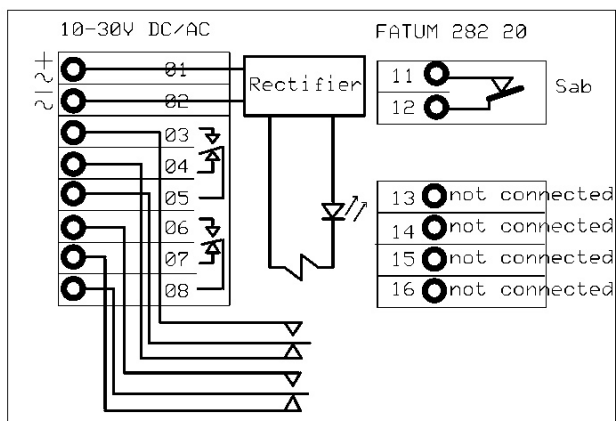 10-30V DC/AC
FATUM 282 20
+
01
Rectifier
02
03
04
05
06
07
08
11
12
Sab
13 not connected
14 not connected
15 not connected
16 not connected